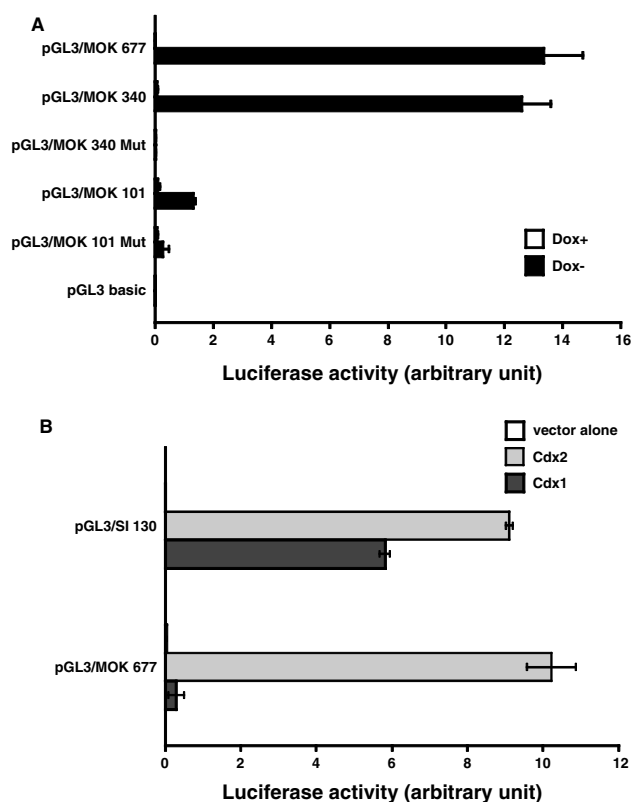 A
pGL3/MOK 677
pGL3/MOK 340
pGL3/MOK 340 Mut
pGL3/MOK 101
pGL3/MOK 101 Mut
pGL3 basic
Dox+
Dox-
0 2 4 6 8 10 12 14 16
Luciferase activity (arbitrary unit)
B
vector alone
Cdx2
Cdx1
pGL3/SI 130
pGL3/MOK 677
0 2 4 6 8 10 12
Luciferase activity (arbitrary unit)